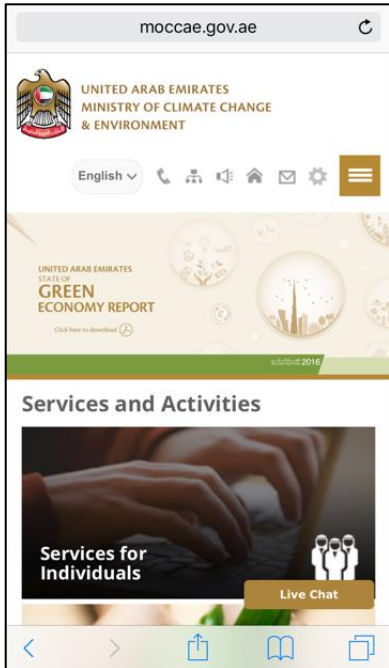 moccae.gov.ae
UNITED ARAB EMIRATES
MINISTRY OF CLIMATE CHANGE
& ENVIRONMENT
English
UNITED ARAB EMIRATES
STATE OF
GREEN
ECONOMY REPORT
Click here to download
2016
Services and Activities
Services for
Individuals
Live Chat